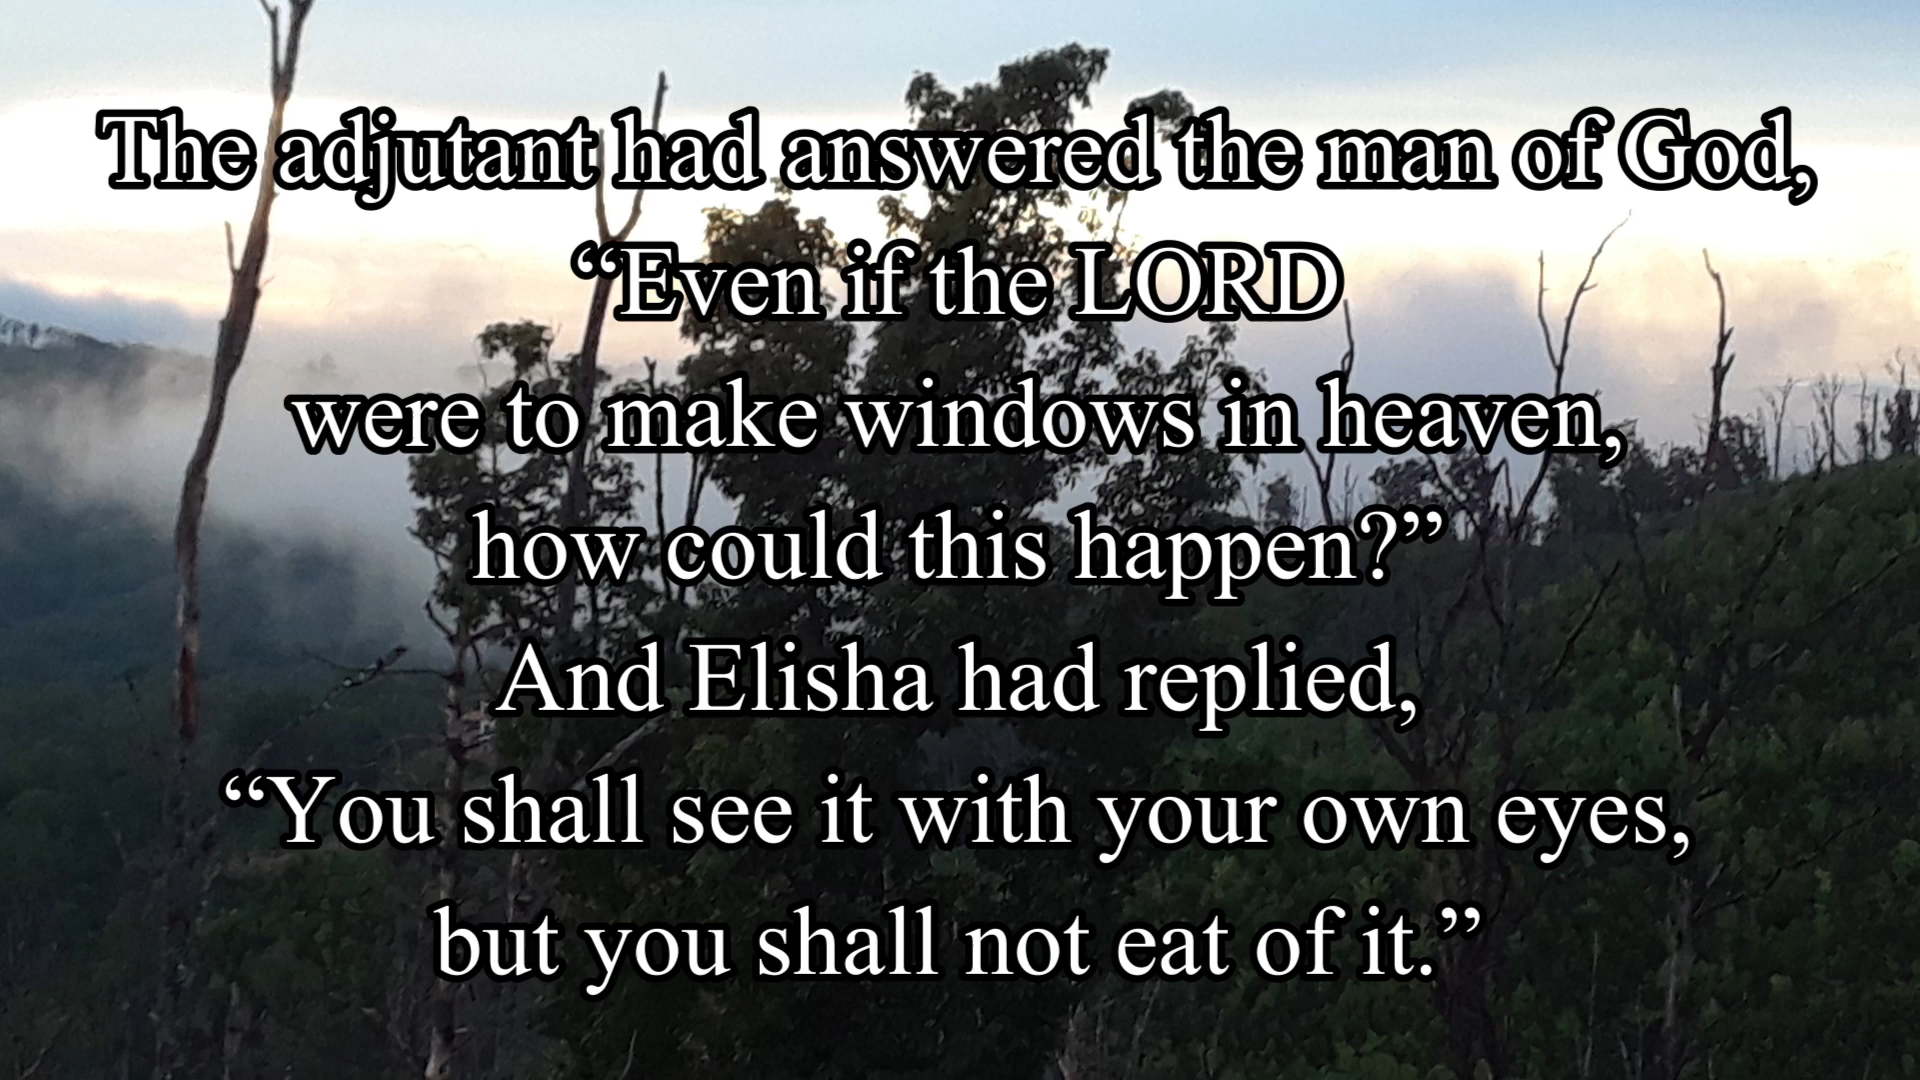 The adjutant had answered the man of God,
“Even if the LORD
were to make windows in heaven,
how could this happen?”
And Elisha had replied,
“You shall see it with your own eyes,
but you shall not eat of it.”